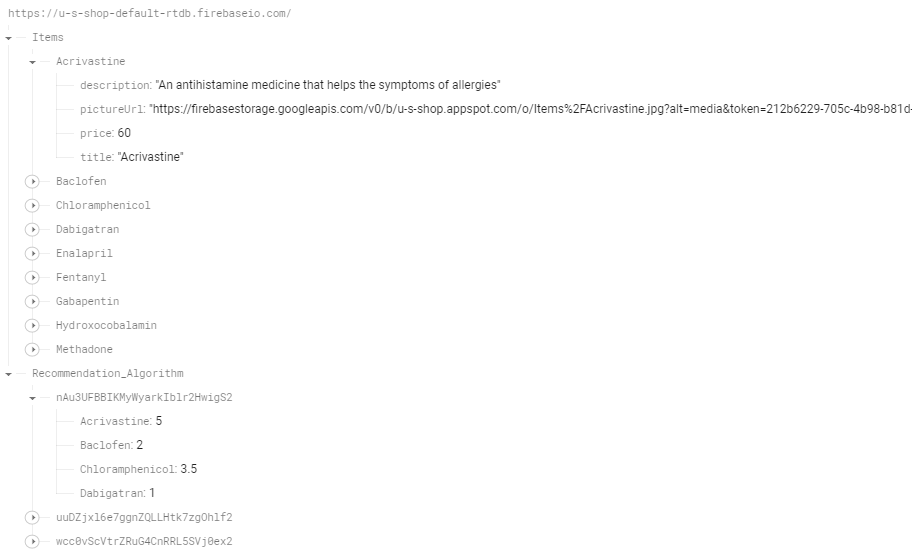 https://u-s-shop-default-rtdb.firebaseio.com/
Items
Acrivastine
description: "An antihistamine medicine that helps the symptoms of allergies"
pictureUrl: "https://firebasestorage.googleapis.com/v0/b/u-s-shop.appspot.com/o/Items%2FAcrivastine.jpg?alt=media&token=212b6229-705c-4b98-b81d-
price: 60
title: "Acrivastine"
Baclofen
Chloramphenicol
Dabigatran
Enalapril
Fentanyl
Gabapentin
Hydroxocobalamin
Methadone
Recommendation_Algorithm
nAu3UFBBIKMyWyarkIblr2HwigS2
Acrivastine: 5
Baclofen: 2
Chloramphenicol: 3.5
Dabigatran: 1
uuDZjxl6e7ggnZQLLHtk7zgOhlf2
wcc0vScVtrZRuG4CnRRL5SVj0ex2